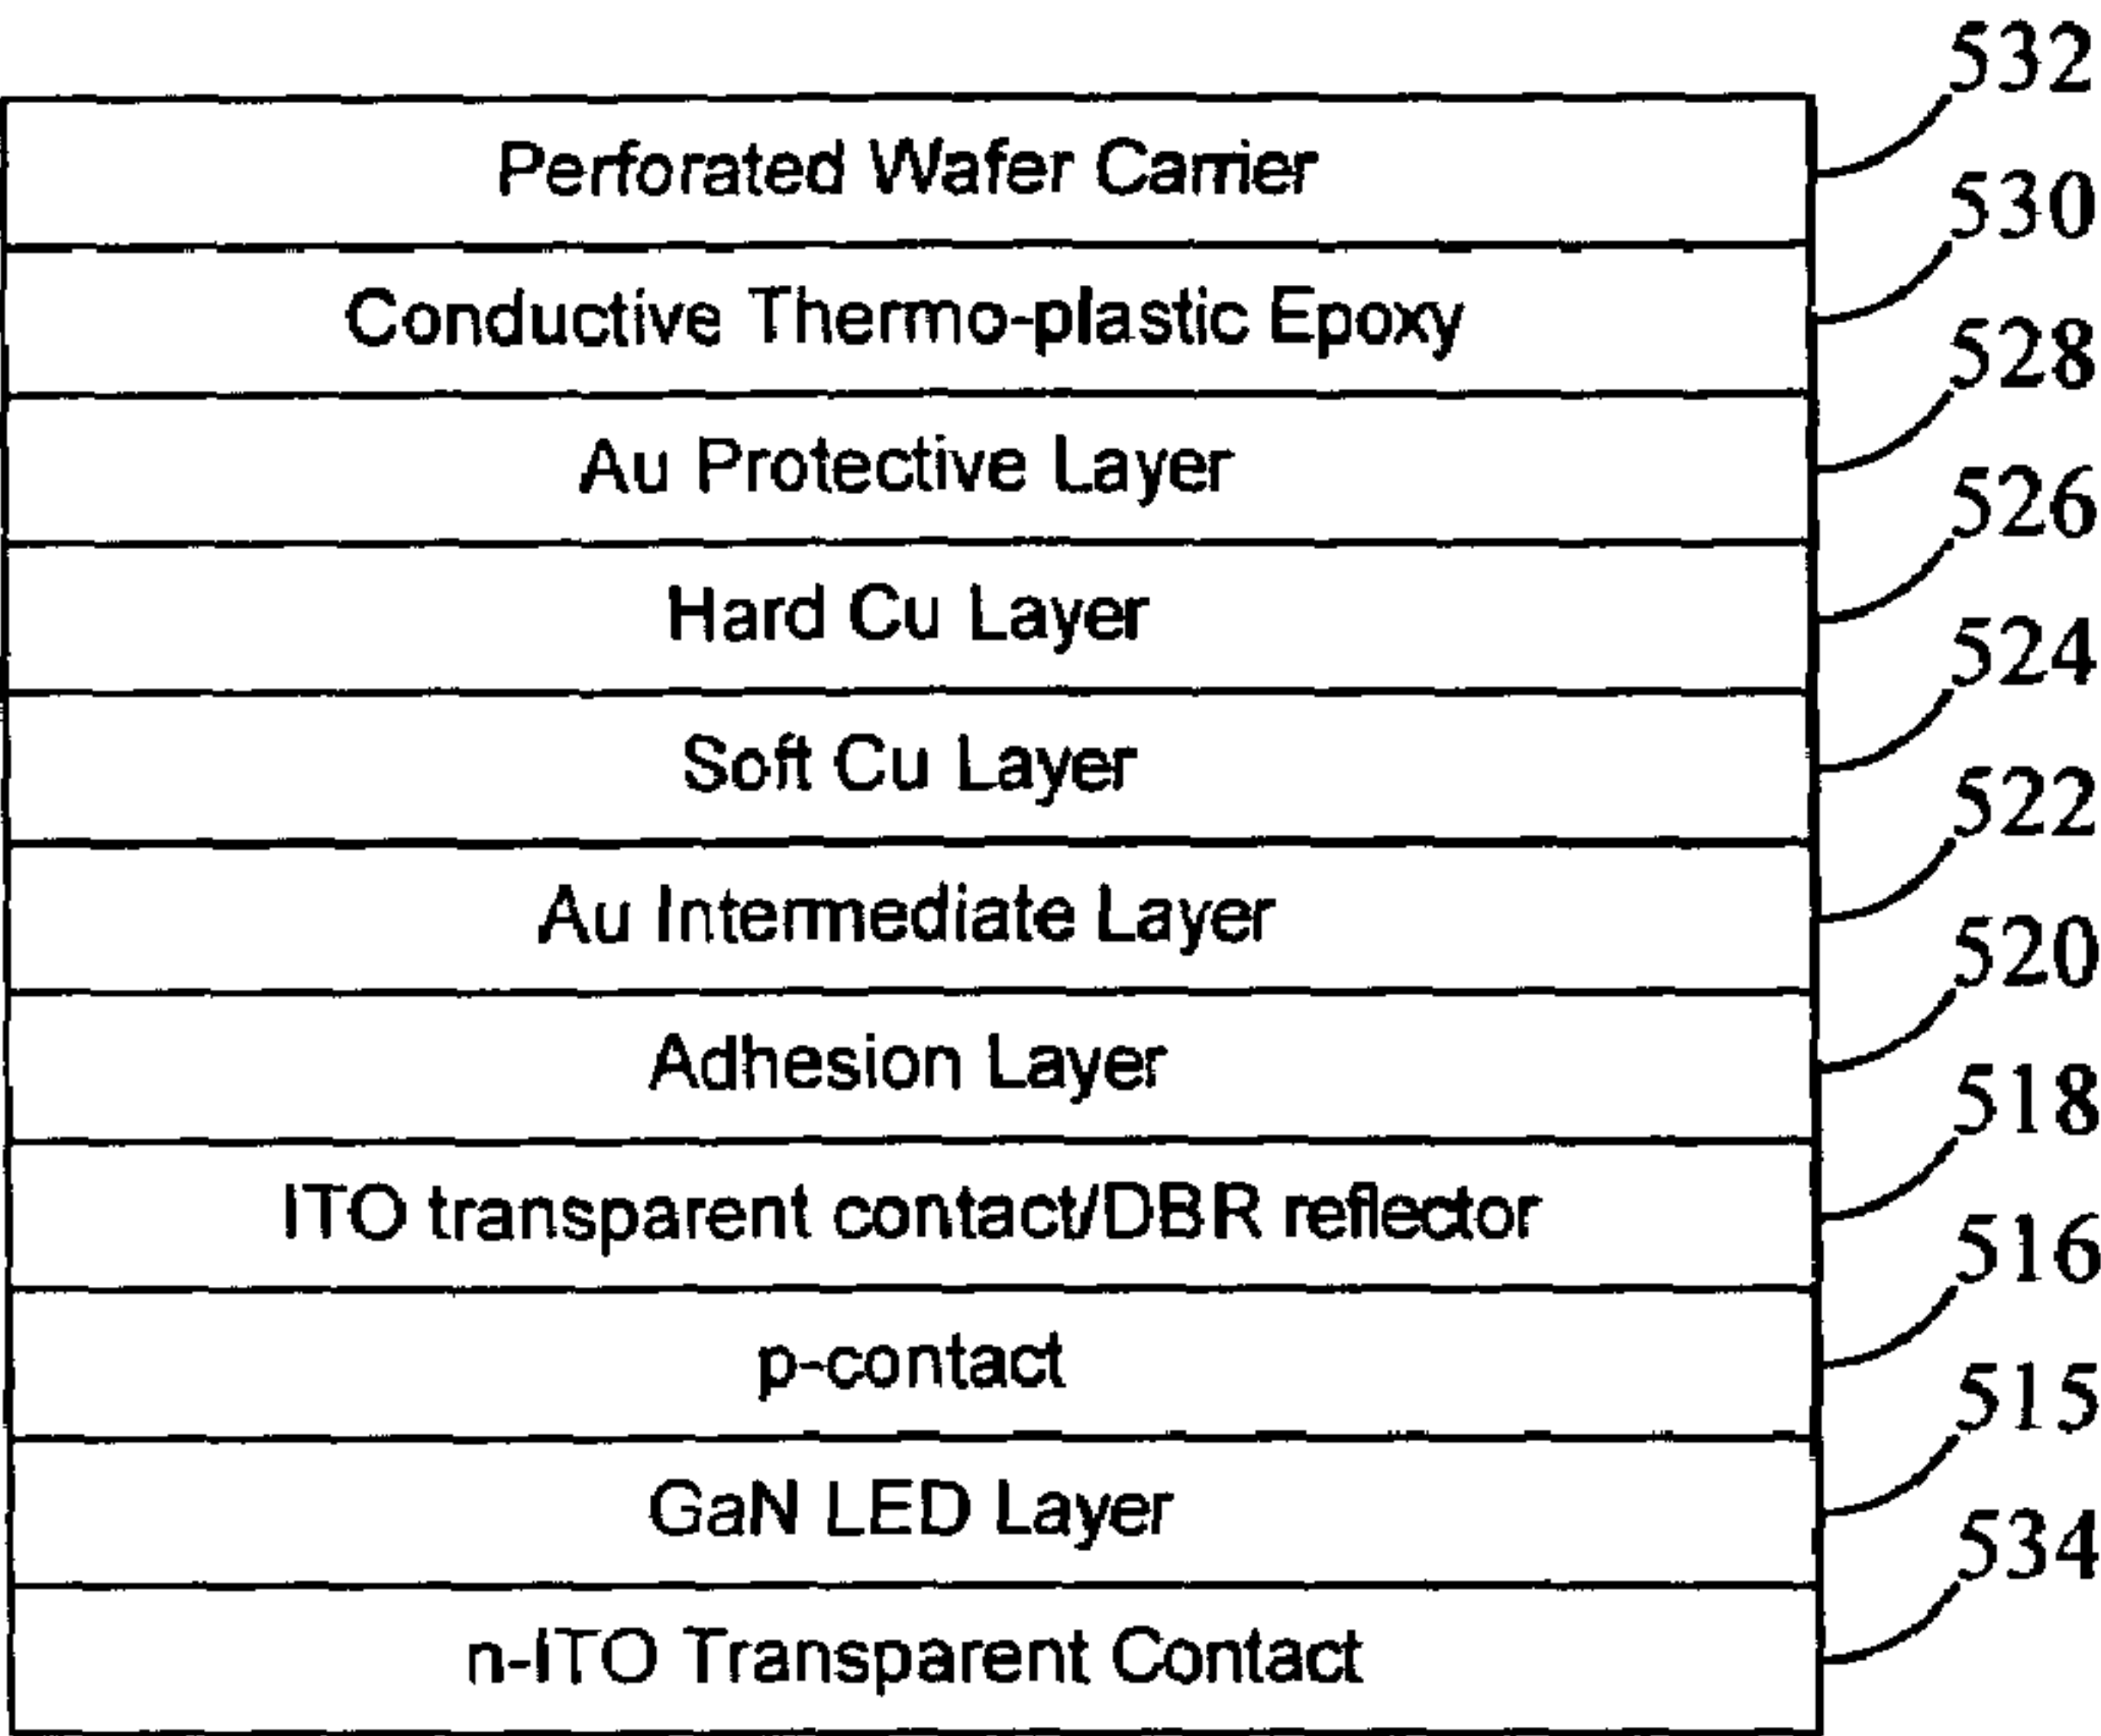 532
Perforated Wafer Carrier
530
Conductive Thermo-plastic Epoxy
528
Au Protective Layer
526
Hard Cu Layer
524
Soft Cu Layer
522
Au Intermediate Layer
520
Adhesion Layer
518
ITO transparent contact/DBR reflector
516
p-contact
515
GaN LED Layer
534
n-ITO Transparent Contact